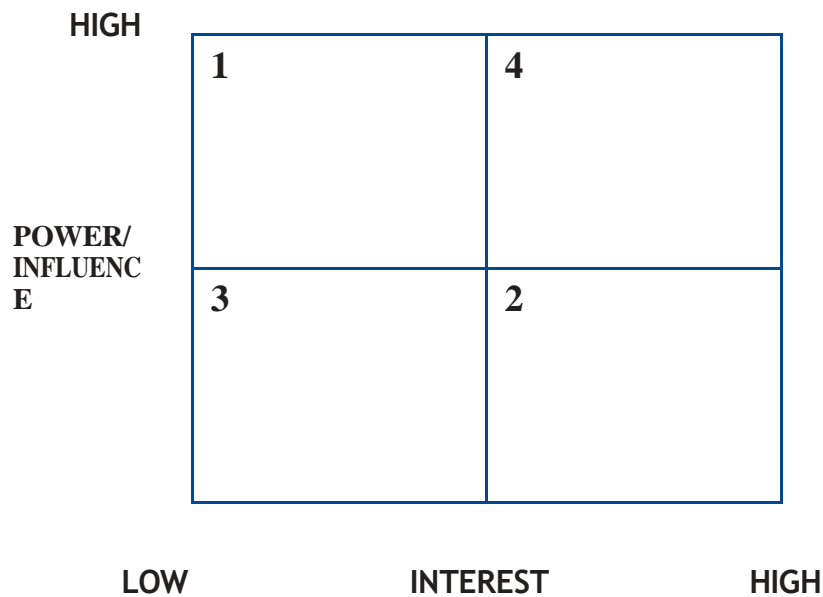 HIGH
1 4
POWER/
INFLUENC
E
3 2
LOW INTEREST HIGH